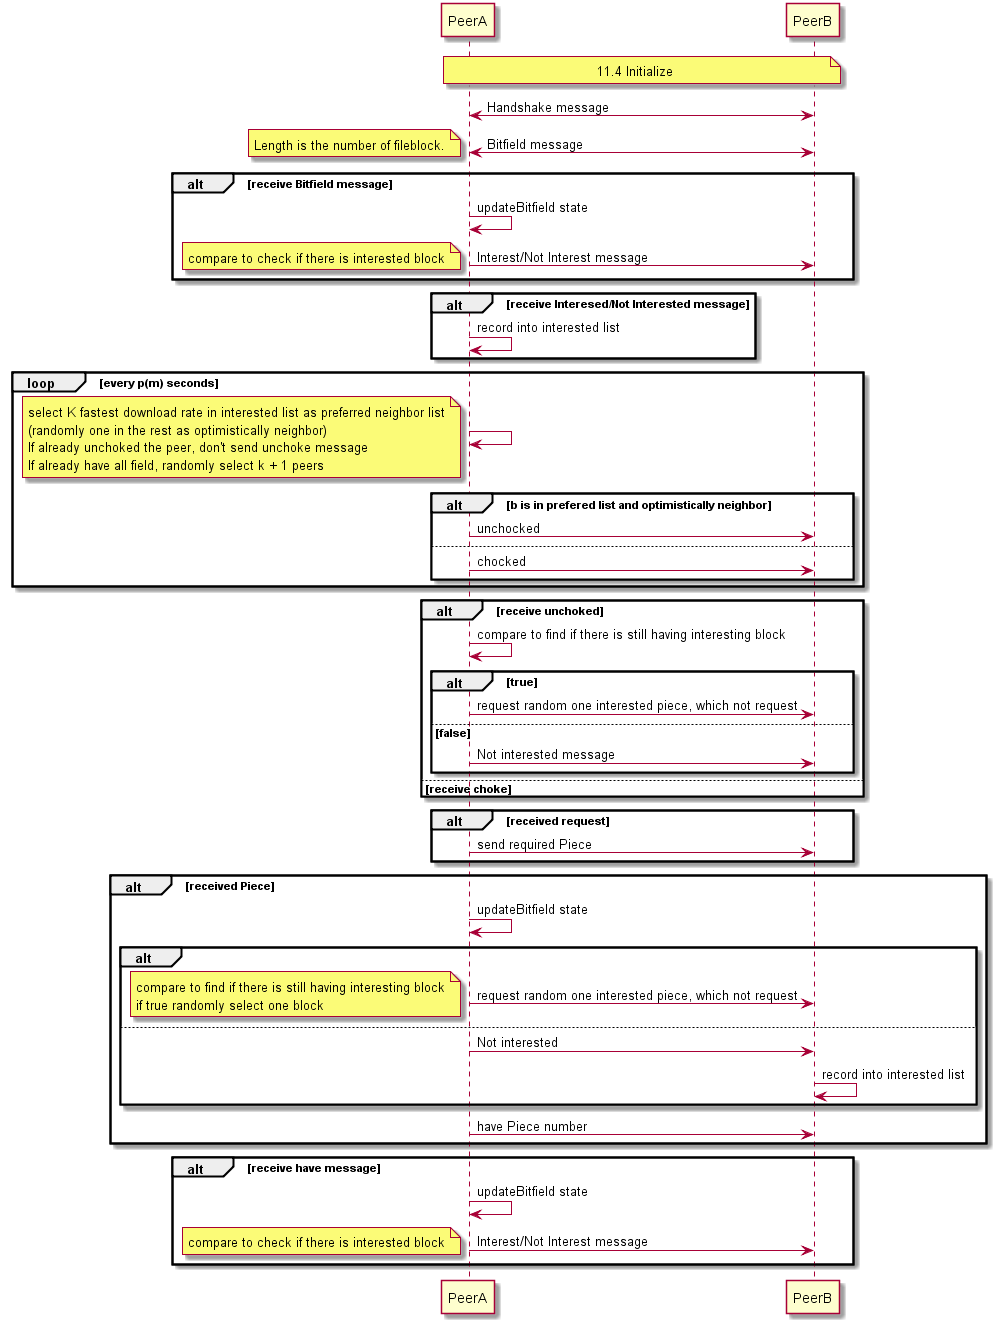 PeerA PeerB
11.4 Initialize
Handshake message
Length is the number of fileblock.
Bitfield message
alt [receive Bitfield message]
updateBitfield state
compare to check if there is interested block
Interest/Not Interest message
alt [receive Interesed/Not Interested message]
record into interested list
loop [every p(m) seconds]
select K fastest download rate in interested list as preferred neighbor list
(randomly one in the rest as optimistically neighbor)
If already unchoked the peer, don't send unchoke message
If already have all field, randomly select k + 1 peers
alt [b is in prefered list and optimistically neighbor]
unchocked
chocked
alt [receive unchoked]
compare to find if there is still having interesting block
alt [true]
request random one interested piece, which not request
[false]
Not interested message
[receive choke]
alt [received request]
send required Piece
alt [received Piece]
updateBitfield state
alt
compare to find if there is still having interesting block
if true randomly select one block
request random one interested piece, which not request
Not interested
record into interested list
have Piece number
alt [receive have message]
updateBitfield state
compare to check if there is interested block
Interest/Not Interest message
PeerA PeerB